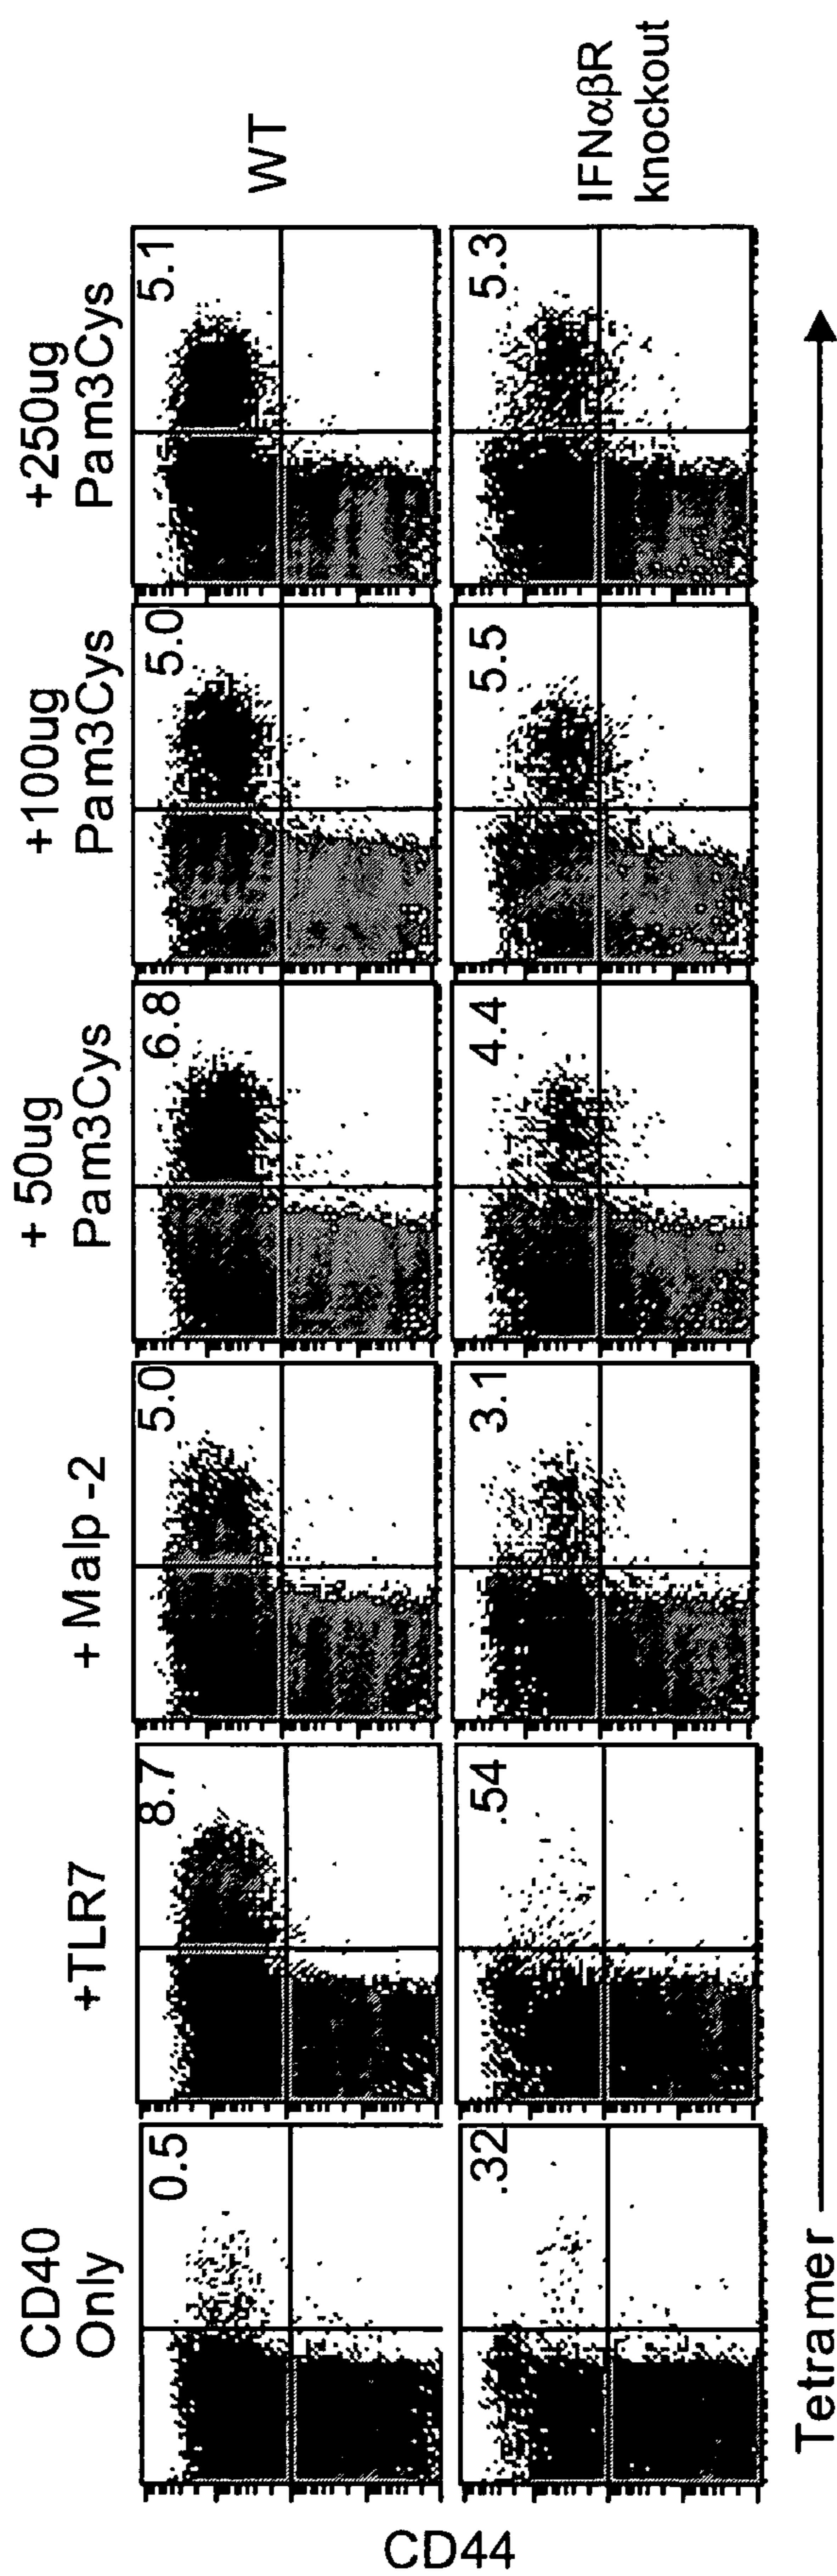 CD40
Only
+TLR7
+ Malp -2
+ 50ug
Pam3Cys
+100ug
Pam3Cys
+250ug
Pam3Cys
0.5
8.7
5.0
6.8
5.0
5.1
WT
.32
.54
3.1
4.4
5.5
5.3
IFNαβR
knockout
CD44
Tetramer